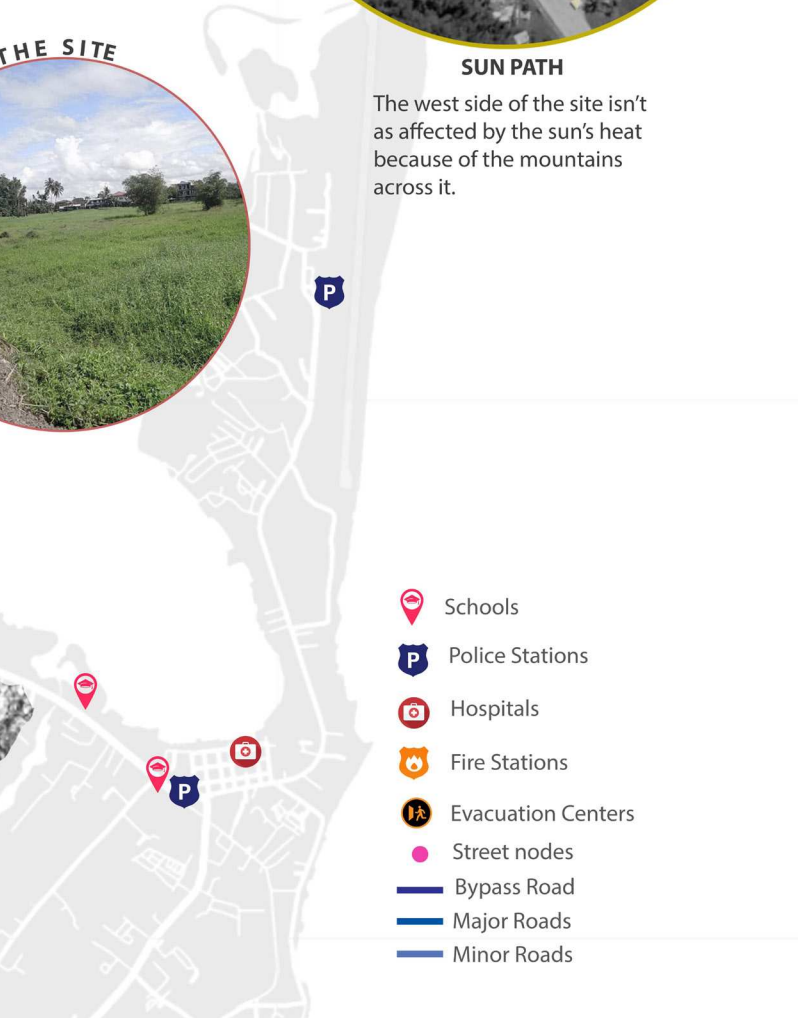 THE SITE
SUN PATH
The west side of the site isn't
as affected by the sun's heat
because of the mountains
across it.
P
Schools
P Police Stations
Hospitals
Fire Stations
P
Evacuation Centers
Street nodes
Bypass Road
Major Roads
Minor Roads